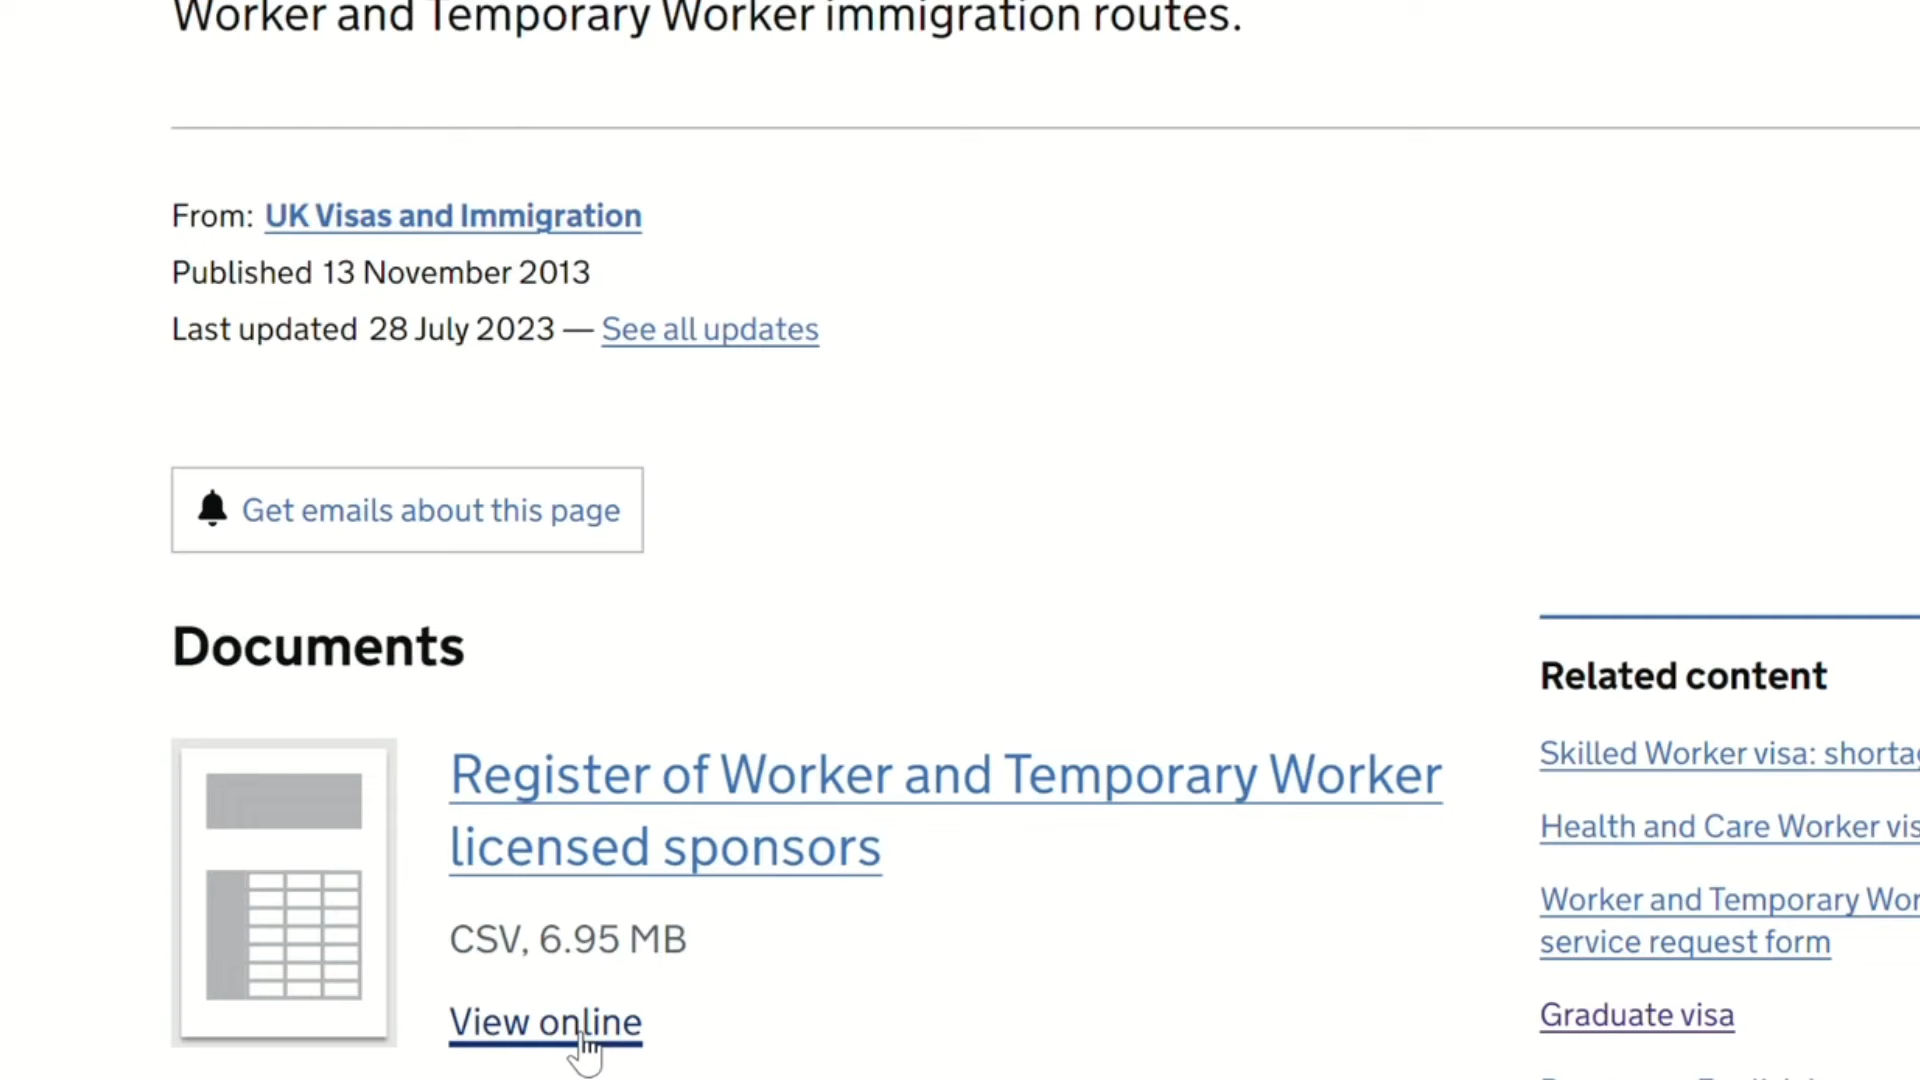 Worker and Temporary Worker immigration routes.
From: UK Visas and Immigration
Published 13 November 2013
Last updated 28 July 2023 — See all updates
Get emails about this page
Documents
Register of Worker and Temporary Worker
licensed sponsors
CSV, 6.95 MB
View online
Related content
Skilled Worker visa:
Health and Care Worker
Worker and Temporary
service request form
Graduate visa